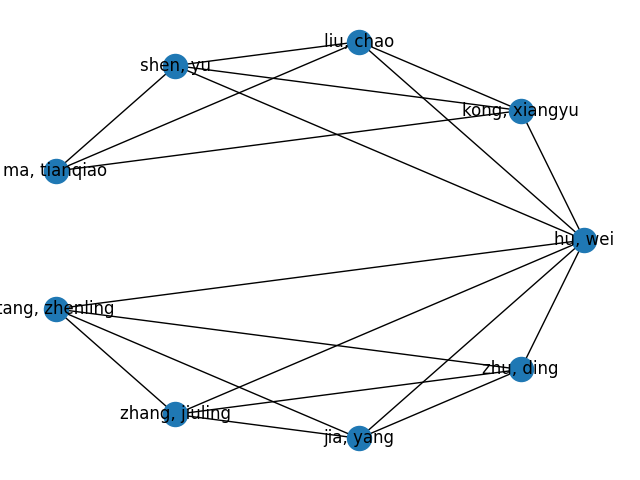 liu, chao
shen, yu
kong, xiangyu
ma, tianqiao
hu, wei
tang, zhenling
zhu, ding
zhang, jiuling
jia, yang